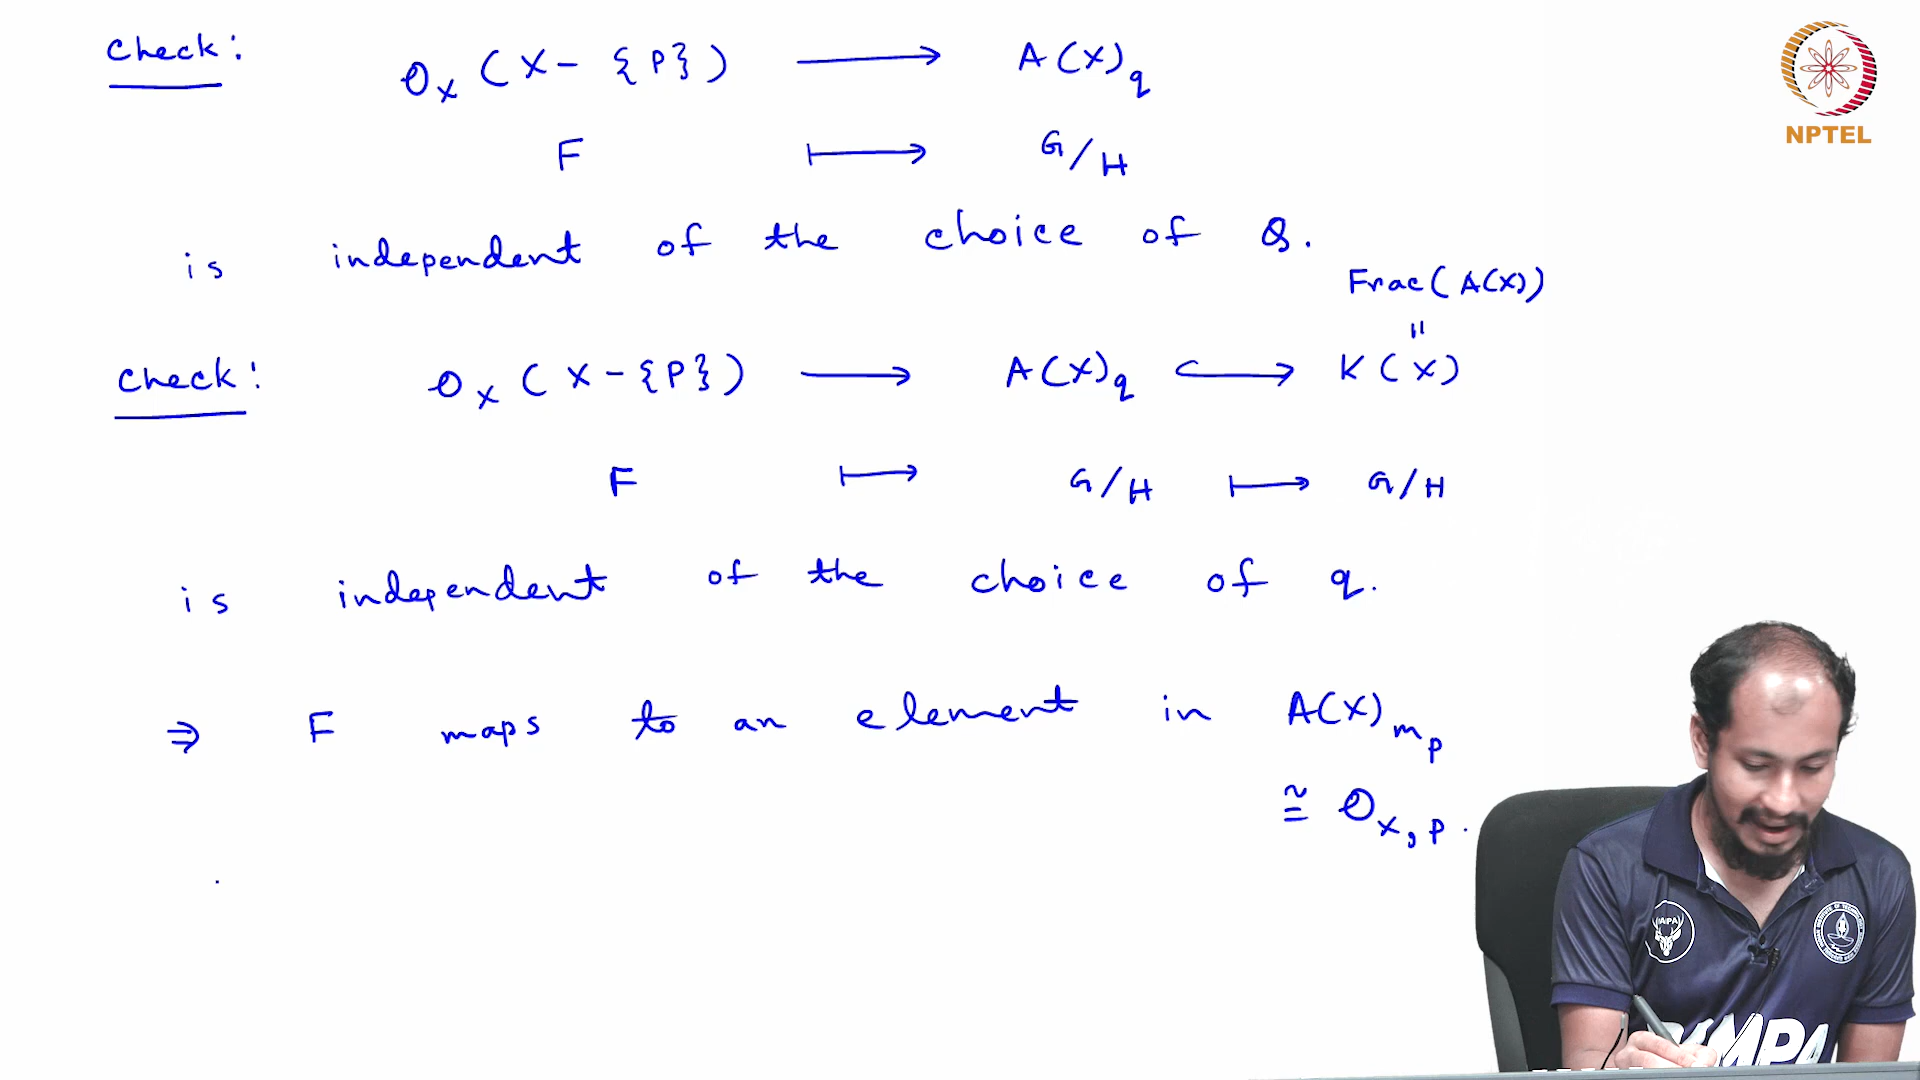 Check: O_X (X - {P}) ⟶ A(X)_q
F ⟼ G/H
is independent of the choice of Q.
Frac(A(X))
=
Check: O_X (X - {P}) ⟶ A(X)_q ↪ K(X)
F ⟼ G/H ⟼ G/H
is independent of the choice of q.
⇒ F maps to an element in A(X)_{m_P}
≅ O_{X,P}.
NPTEL
IMPA